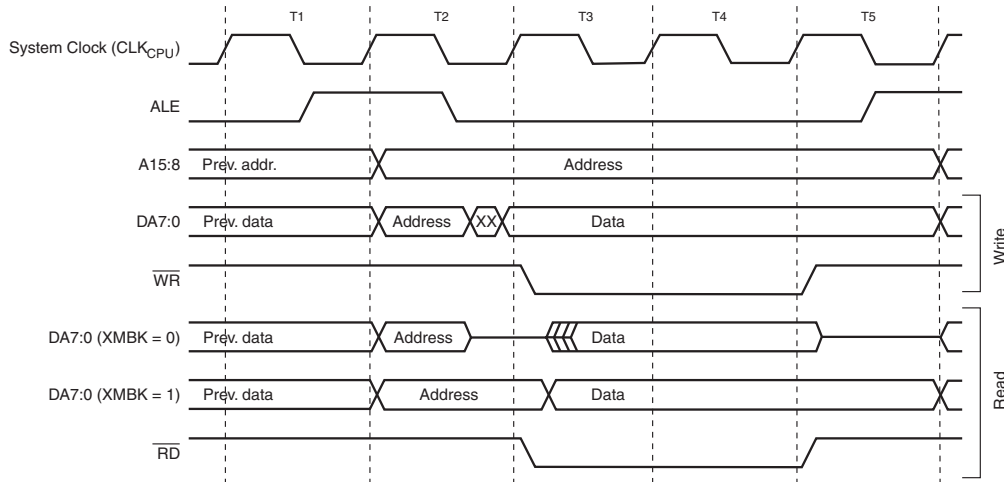 T1 T2 T3 T4 T5
System Clock (CLKCPU)
ALE
A15:8 Prev. addr. Address
DA7:0 Prev. data Address XX Data
WR
Write
DA7:0 (XMBK = 0) Prev. data Address Data
DA7:0 (XMBK = 1) Prev. data Address Data
Read
RD